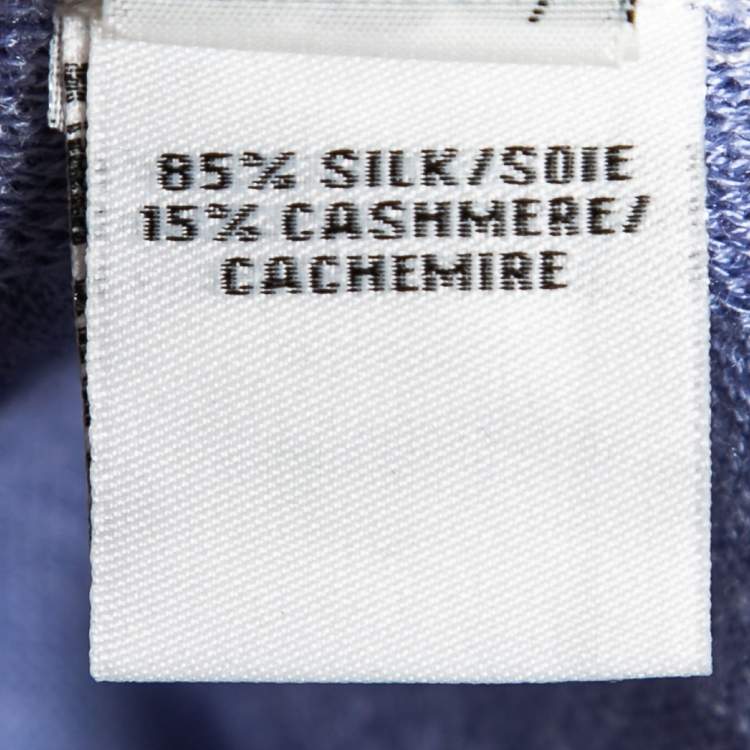 85% SILK/SOIE
15% CASHMERE/
CACHEMIRE